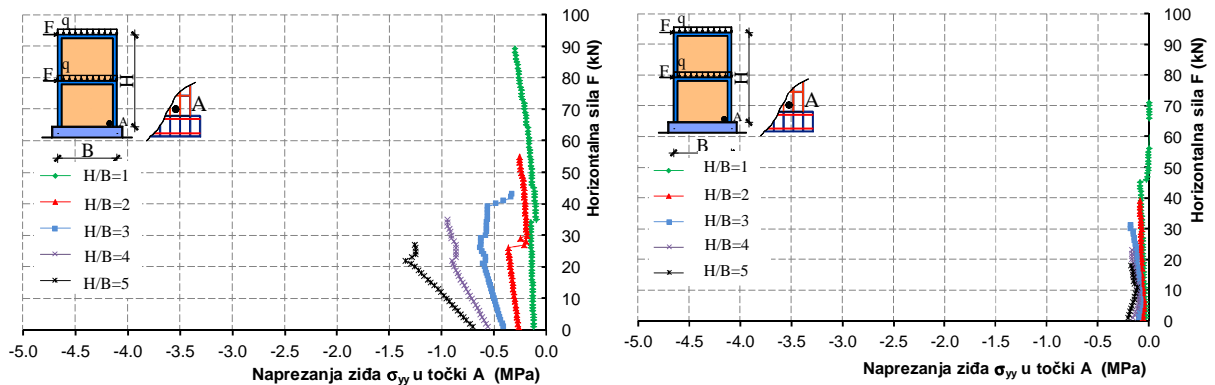 F
q
F
q
H
A
B
A
H/B=1
H/B=2
H/B=3
H/B=4
H/B=5
100
90
80
70
60
50
40
30
20
10
0
Horizontalna sila F (kN)
-5.0 -4.5 -4.0 -3.5 -3.0 -2.5 -2.0 -1.5 -1.0 -0.5 0.0
Naprezanja ziđa σyy u točki A (MPa)
F
q
F
q
H
A
B
A
H/B=1
H/B=2
H/B=3
H/B=4
H/B=5
100
90
80
70
60
50
40
30
20
10
0
Horizontalna sila F (kN)
-5.0 -4.5 -4.0 -3.5 -3.0 -2.5 -2.0 -1.5 -1.0 -0.5 0.0
Naprezanja ziđa σyy u točki A (MPa)